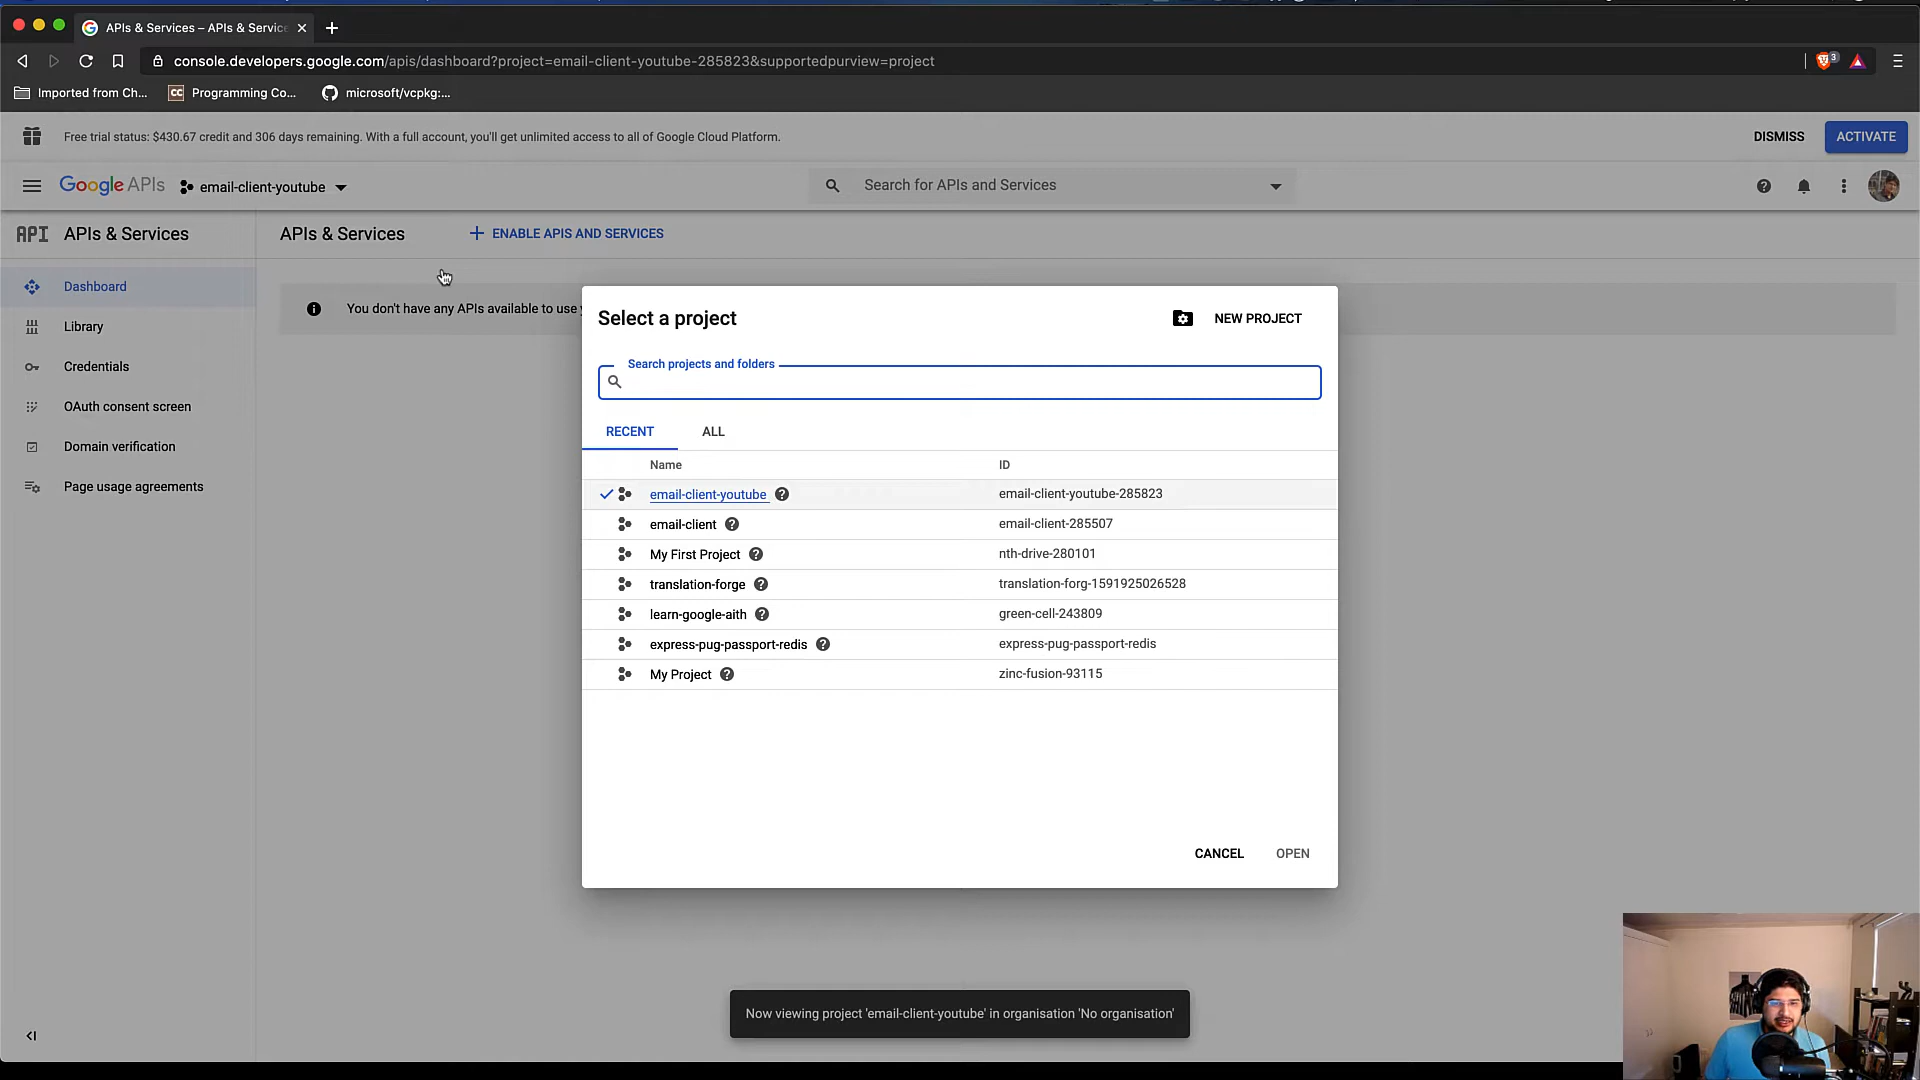 APIs & Services – APIs & Service
console.developers.google.com/apis/dashboard?project=email-client-youtube-285823&supportedpurview=project
3
Imported from Ch...
CC
Programming Co...
microsoft/vcpkg:...
Free trial status: $430.67 credit and 306 days remaining. With a full account, you'll get unlimited access to all of Google Cloud Platform.
DISMISS
ACTIVATE
Google APIs
email-client-youtube
Search for APIs and Services
API
APIs & Services
APIs & Services
ENABLE APIS AND SERVICES
Dashboard
Library
Credentials
OAuth consent screen
Domain verification
Page usage agreements
You don't have any APIs available to use
Select a project
NEW PROJECT
Search projects and folders
RECENT
ALL
Name
ID
email-client-youtube
email-client-youtube-285823
email-client
email-client-285507
My First Project
nth-drive-280101
translation-forge
translation-forg-1591925026528
learn-google-aith
green-cell-243809
express-pug-passport-redis
express-pug-passport-redis
My Project
zinc-fusion-93115
CANCEL
OPEN
Now viewing project 'email-client-youtube' in organisation 'No organisation'